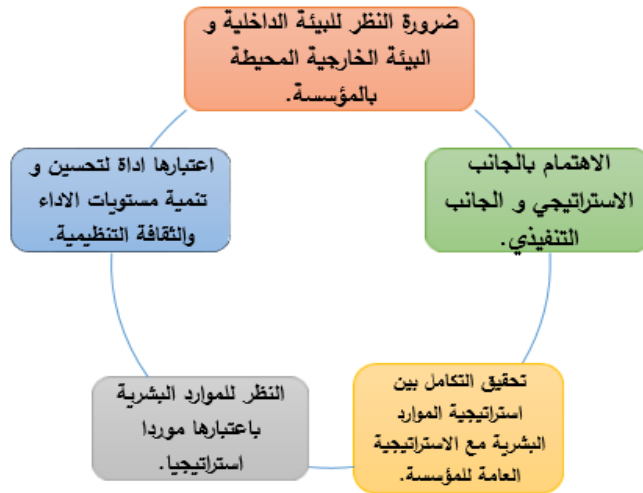 ضرورة النظر للبيئة الداخلية و
البيئة الخارجية المحيطة
بالمؤسسة.
الاهتمام بالجانب
الاستراتيجي و الجانب
التنفيذي.
تحقيق التكامل بين
استراتيجية الموارد
البشرية مع الاستراتيجية
العامة للمؤسسة.
النظر للموارد البشرية
باعتبارها موردا
استراتيجيا.
اعتبارها اداة لتحسين و
تنمية مستويات الاداء
والثقافة التنظيمية.